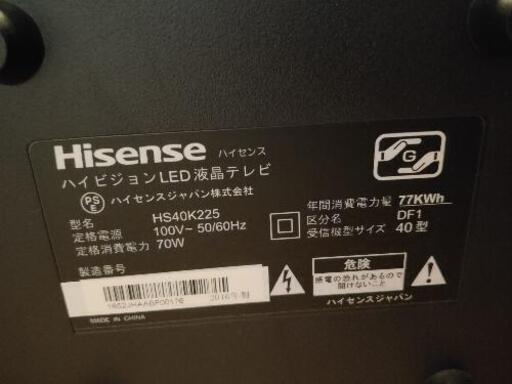 Hisense ハイセンス
ハイビジョンLED液晶テレビ
PSE ハイセンスジャパン株式会社
型名 HS40K225
定格電源 100V~ 50/60Hz
定格消費電力 70W
製造番号
2016年製
MADE IN CHINA
G
年間消費電力量 77KWh
区分名 DF1
受信機型サイズ 40型
危険
感電の恐れがあるので
開けないこと
ハイセンスジャパン